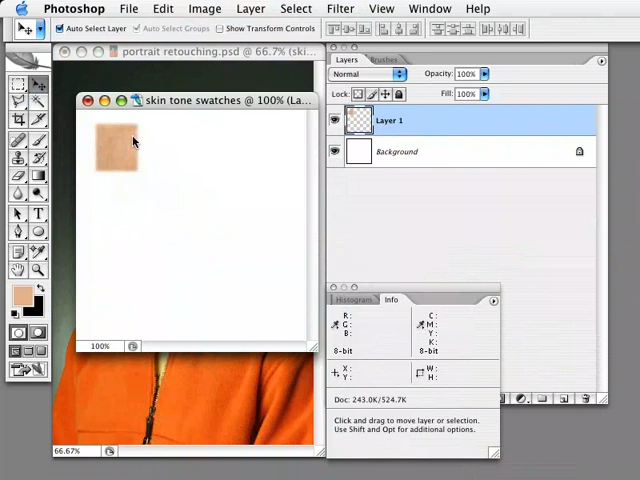 Photoshop File Edit Image Layer Select Filter View Window Help
Auto Select Layer Auto Select Groups Show Transform Controls
portrait retouching.psd @ 66.7% (ski...
skin tone swatches @ 100% (La...
100%
66.67%
Layers Brushes
Normal Opacity: 100%
Lock: Fill: 100%
Layer 1
Background
Histogram Info
R: C:
G: M:
B: Y:
K:
8-bit 8-bit
X: W:
Y: H:
Doc: 243.0K/524.7K
Click and drag to move layer or selection.
Use Shift and Opt for additional options.